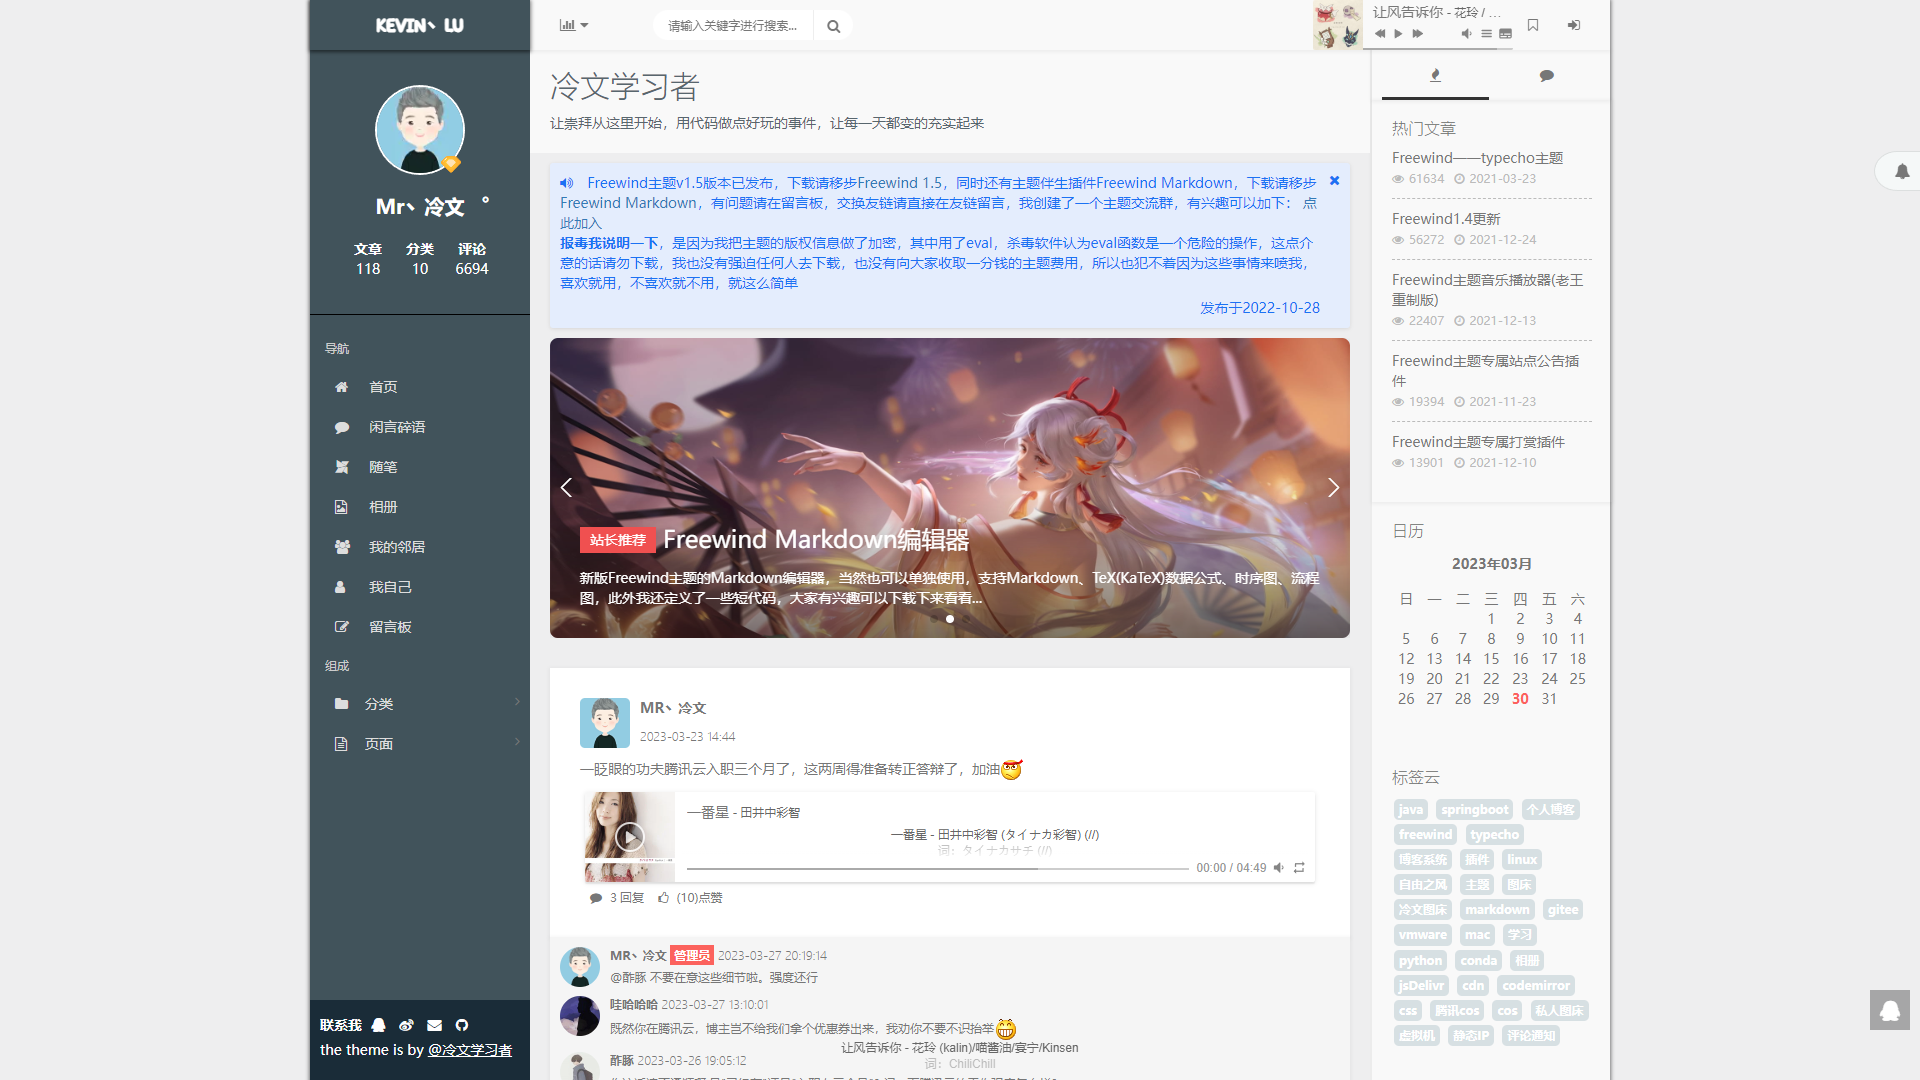 KEVIN丶 LU
请输入关键字进行搜索...
让风告诉你 - 花玲 / ...
Mr丶冷文 °
文章 分类 评论
118 10 6694
导航
首页
闲言碎语
随笔
相册
我的邻居
我自己
留言板
组成
分类
页面
联系我
the theme is by @冷文学习者
冷文学习者
让崇拜从这里开始，用代码做点好玩的事件，让每一天都变的充实起来
Freewind主题v1.5版本已发布，下载请移步Freewind 1.5，同时还有主题伴生插件Freewind Markdown，下载请移步
Freewind Markdown，有问题请在留言板，交换友链请直接在友链留言，我创建了一个主题交流群，有兴趣可以加下： 点
此加入
报毒我说明一下，是因为我把主题的版权信息做了加密，其中用了eval，杀毒软件认为eval函数是一个危险的操作，这点介
意的话请勿下载，我也没有强迫任何人去下载，也没有向大家收取一分钱的主题费用，所以也犯不着因为这些事情来喷我，
喜欢就用，不喜欢就不用，就这么简单
发布于2022-10-28
站长推荐 Freewind Markdown编辑器
新版Freewind主题的Markdown编辑器，当然也可以单独使用，支持Markdown、TeX(KaTeX)数据公式、时序图、流程
图，此外我还定义了一些短代码，大家有兴趣可以下载下来看看...
MR丶冷文
2023-03-23 14:44
一眨眼的功夫腾讯云入职三个月了，这两周得准备转正答辩了，加油
一番星 - 田井中彩智
一番星 - 田井中彩智 (タイナカ彩智) (//)
词：タイナカサチ (//)
00:00 / 04:49
3 回复 (10)点赞
MR丶冷文 管理员 2023-03-27 20:19:14
@酢豚 不要在意这些细节啦。强度还行
哇哈哈哈 2023-03-27 13:10:01
既然你在腾讯云，博主岂不给我们拿个优惠券出来，我劝你不要不识抬举
酢豚 2023-03-26 19:05:12
让风告诉你 - 花玲 (kalin)/喵酱油/宴宁/Kinsen
词：ChiliChill
热门文章
Freewind——typecho主题
61634 2021-03-23
Freewind1.4更新
56272 2021-12-24
Freewind主题音乐播放器(老王
重制版)
22407 2021-12-13
Freewind主题专属站点公告插
件
19394 2021-11-23
Freewind主题专属打赏插件
13901 2021-12-10
日历
2023年03月
日 一 二 三 四 五 六
1 2 3 4
5 6 7 8 9 10 11
12 13 14 15 16 17 18
19 20 21 22 23 24 25
26 27 28 29 30 31
标签云
java springboot 个人博客
freewind typecho
博客系统 插件 linux
自由之风 主题 图床
冷文图床 markdown gitee
vmware mac 学习
python conda 相册
jsDelivr cdn codemirror
css 腾讯cos cos 私人图床
虚拟机 静态IP 评论通知